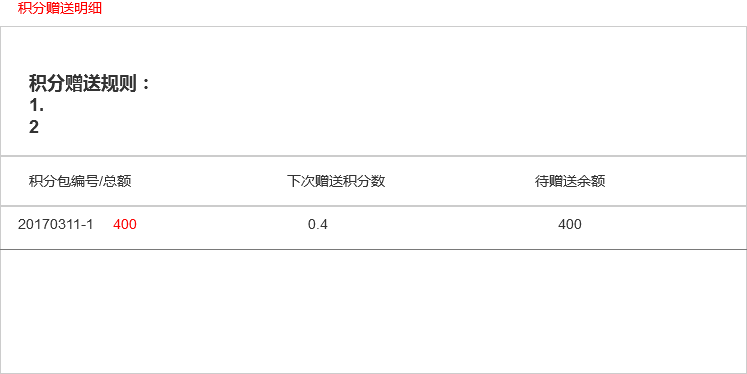 积分赠送明细
积分赠送规则：
1.
2
积分包编号/总额 下次赠送积分数 待赠送余额
20170311-1 400 0.4 400